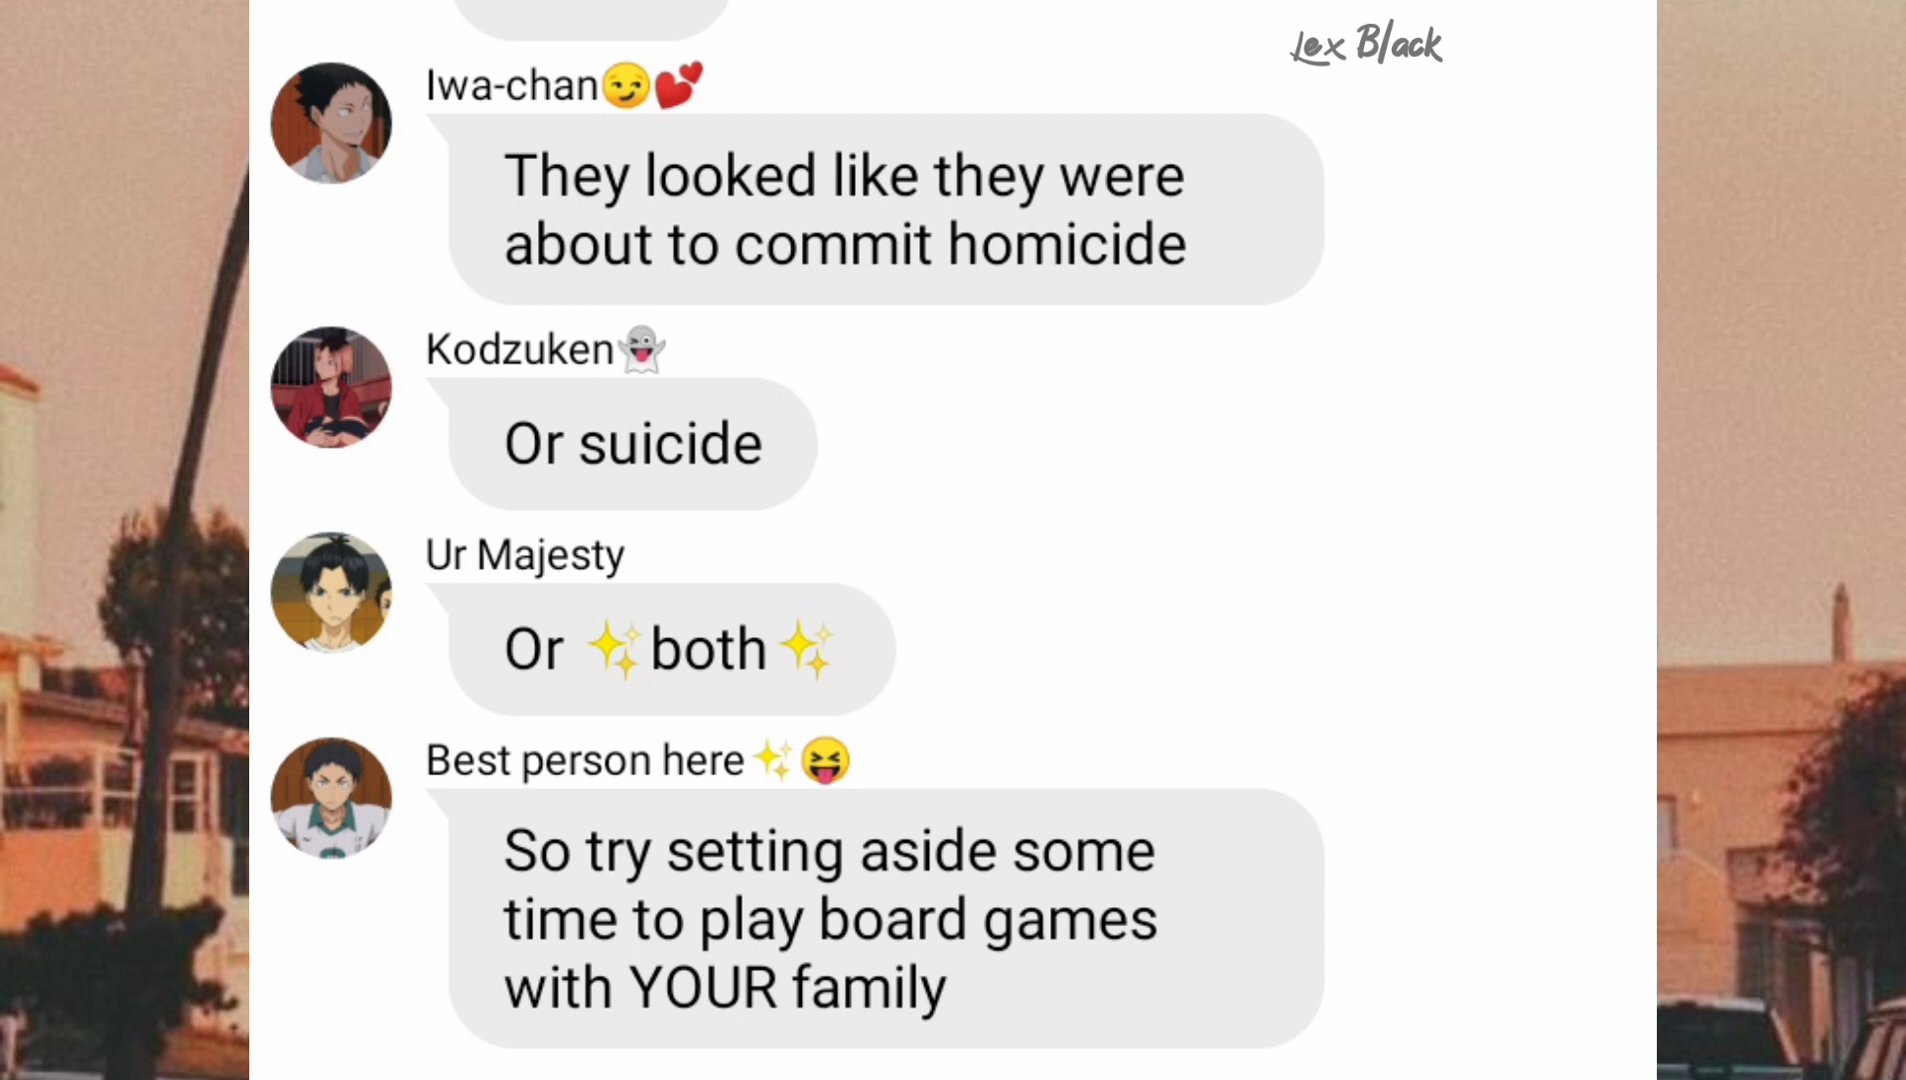 Lex Black
Iwa-chan😏💕
They looked like they were
about to commit homicide
Kodzuken👻
Or suicide
Ur Majesty
Or ✨both✨
Best person here✨😝
So try setting aside some
time to play board games
with YOUR family